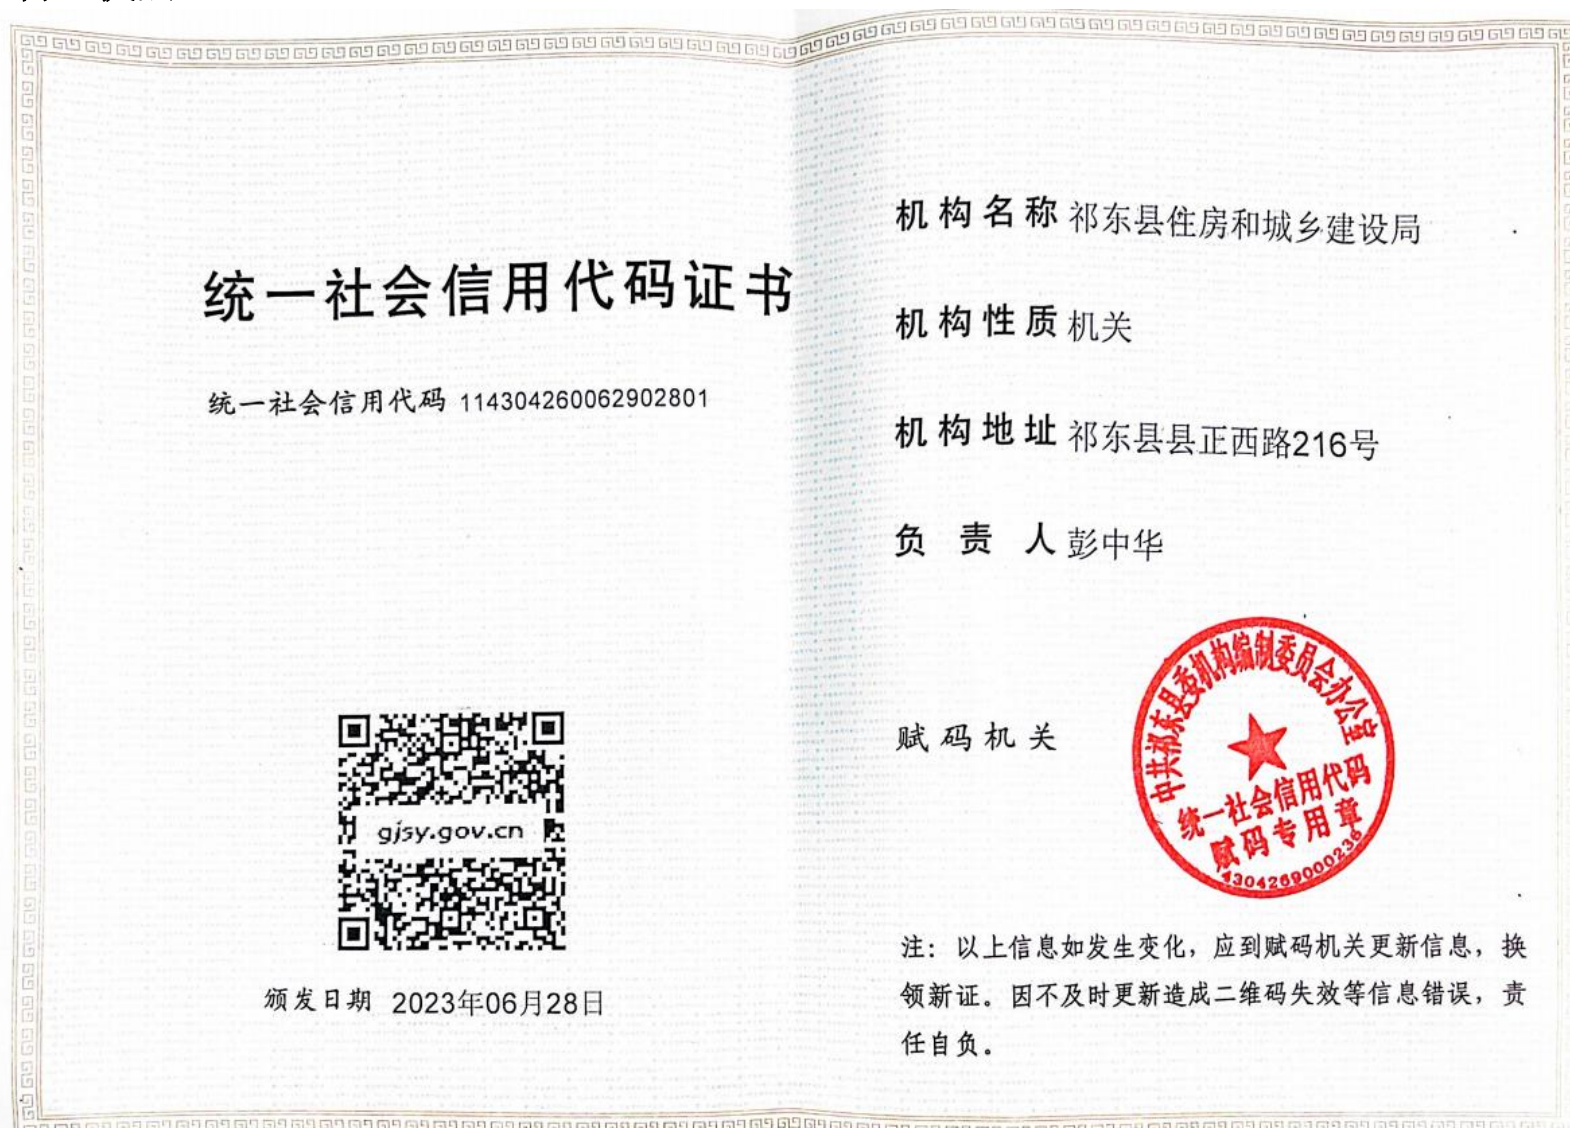 统一社会信用代码证书
统一社会信用代码 114304260062902801
gjsy.gov.cn
颁发日期 2023年06月28日
机构名称 祁东县住房和城乡建设局
机构性质 机关
机构地址 祁东县县正西路216号
负责人 彭中华
赋码机关
中共祁东县委机构编制委员会办公室
统一社会信用代码
赋码专用章
4304269000236
注：以上信息如发生变化，应到赋码机关更新信息，换
领新证。因不及时更新造成二维码失效等信息错误，责
任自负。